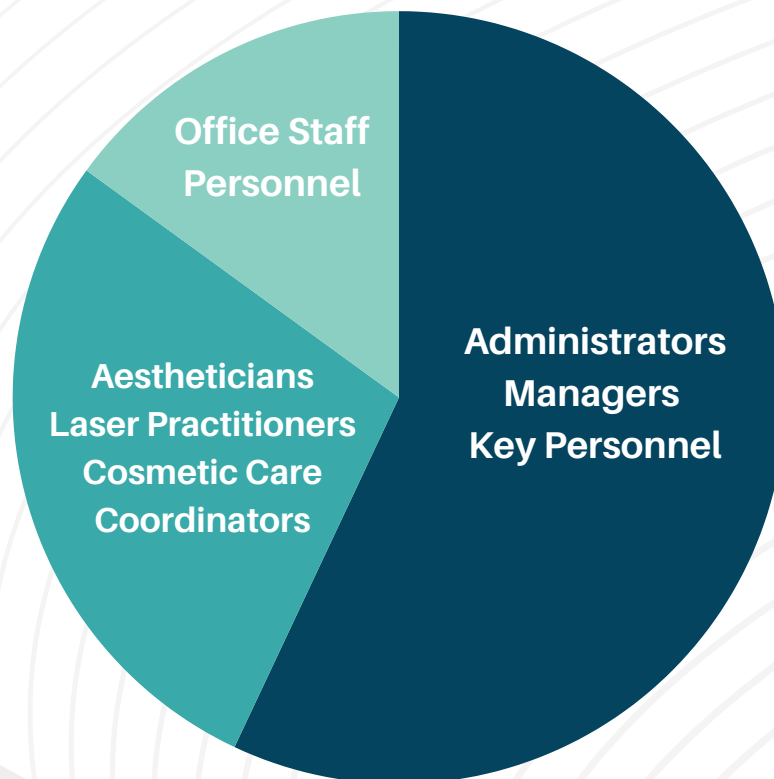 Office Staff
Personnel
Administrators
Managers
Key Personnel
Aestheticians
Laser Practitioners
Cosmetic Care
Coordinators